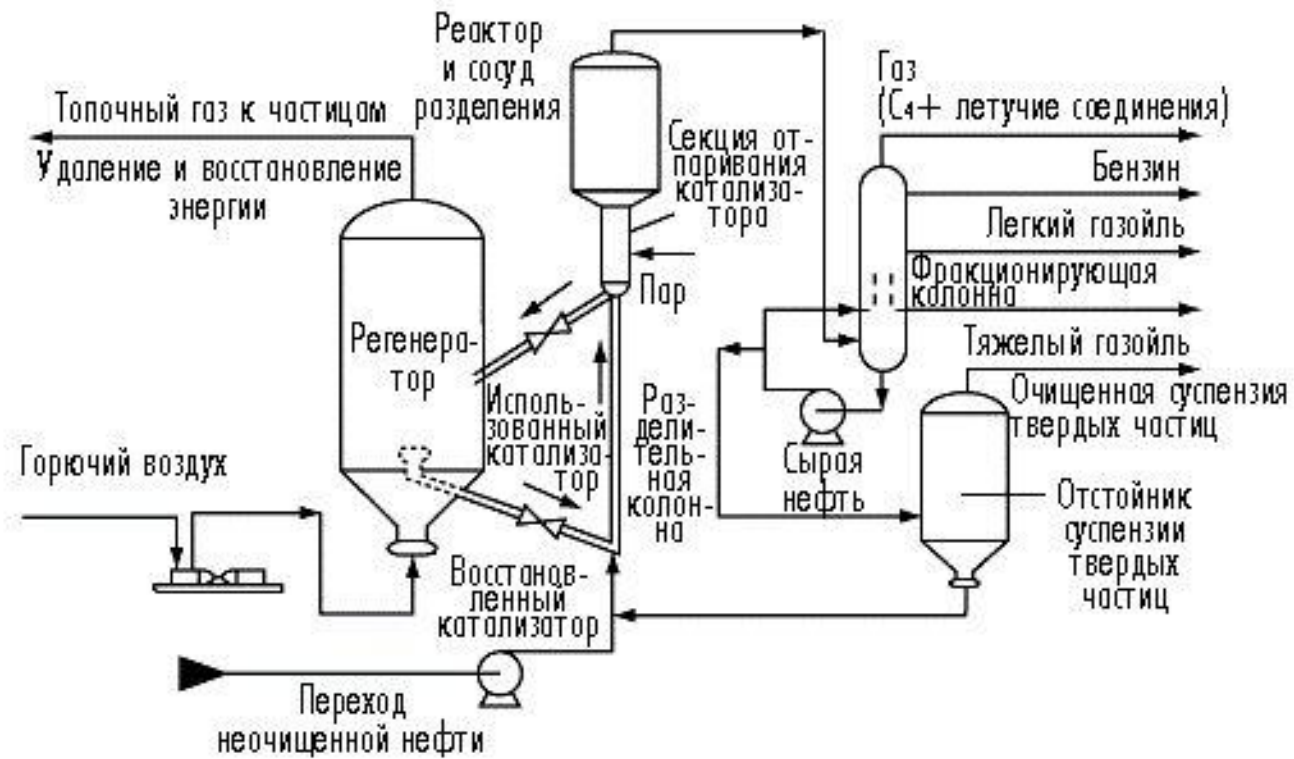 Реактор
и сосуд
разделения
Топочный газ к частицам
Удаление и восстановление
энергии
Секция от-
паривания
катализа-
тора
Пар
Газ
(C4+ летучие соединения)
Бензин
Легкий газойль
Фракционирующая
колонна
Тяжелый газойль
Очищенная суспензия
твердых частиц
Регенера-
тор
Исполь-
зованный
катализа-
тор
Раз-
дели-
тель-
ная
колон-
на
Сырая
нефть
Отстойник
суспензии
твердых
частиц
Горючий воздух
Восстанов-
ленный
катализатор
Переход
неочищенной нефти